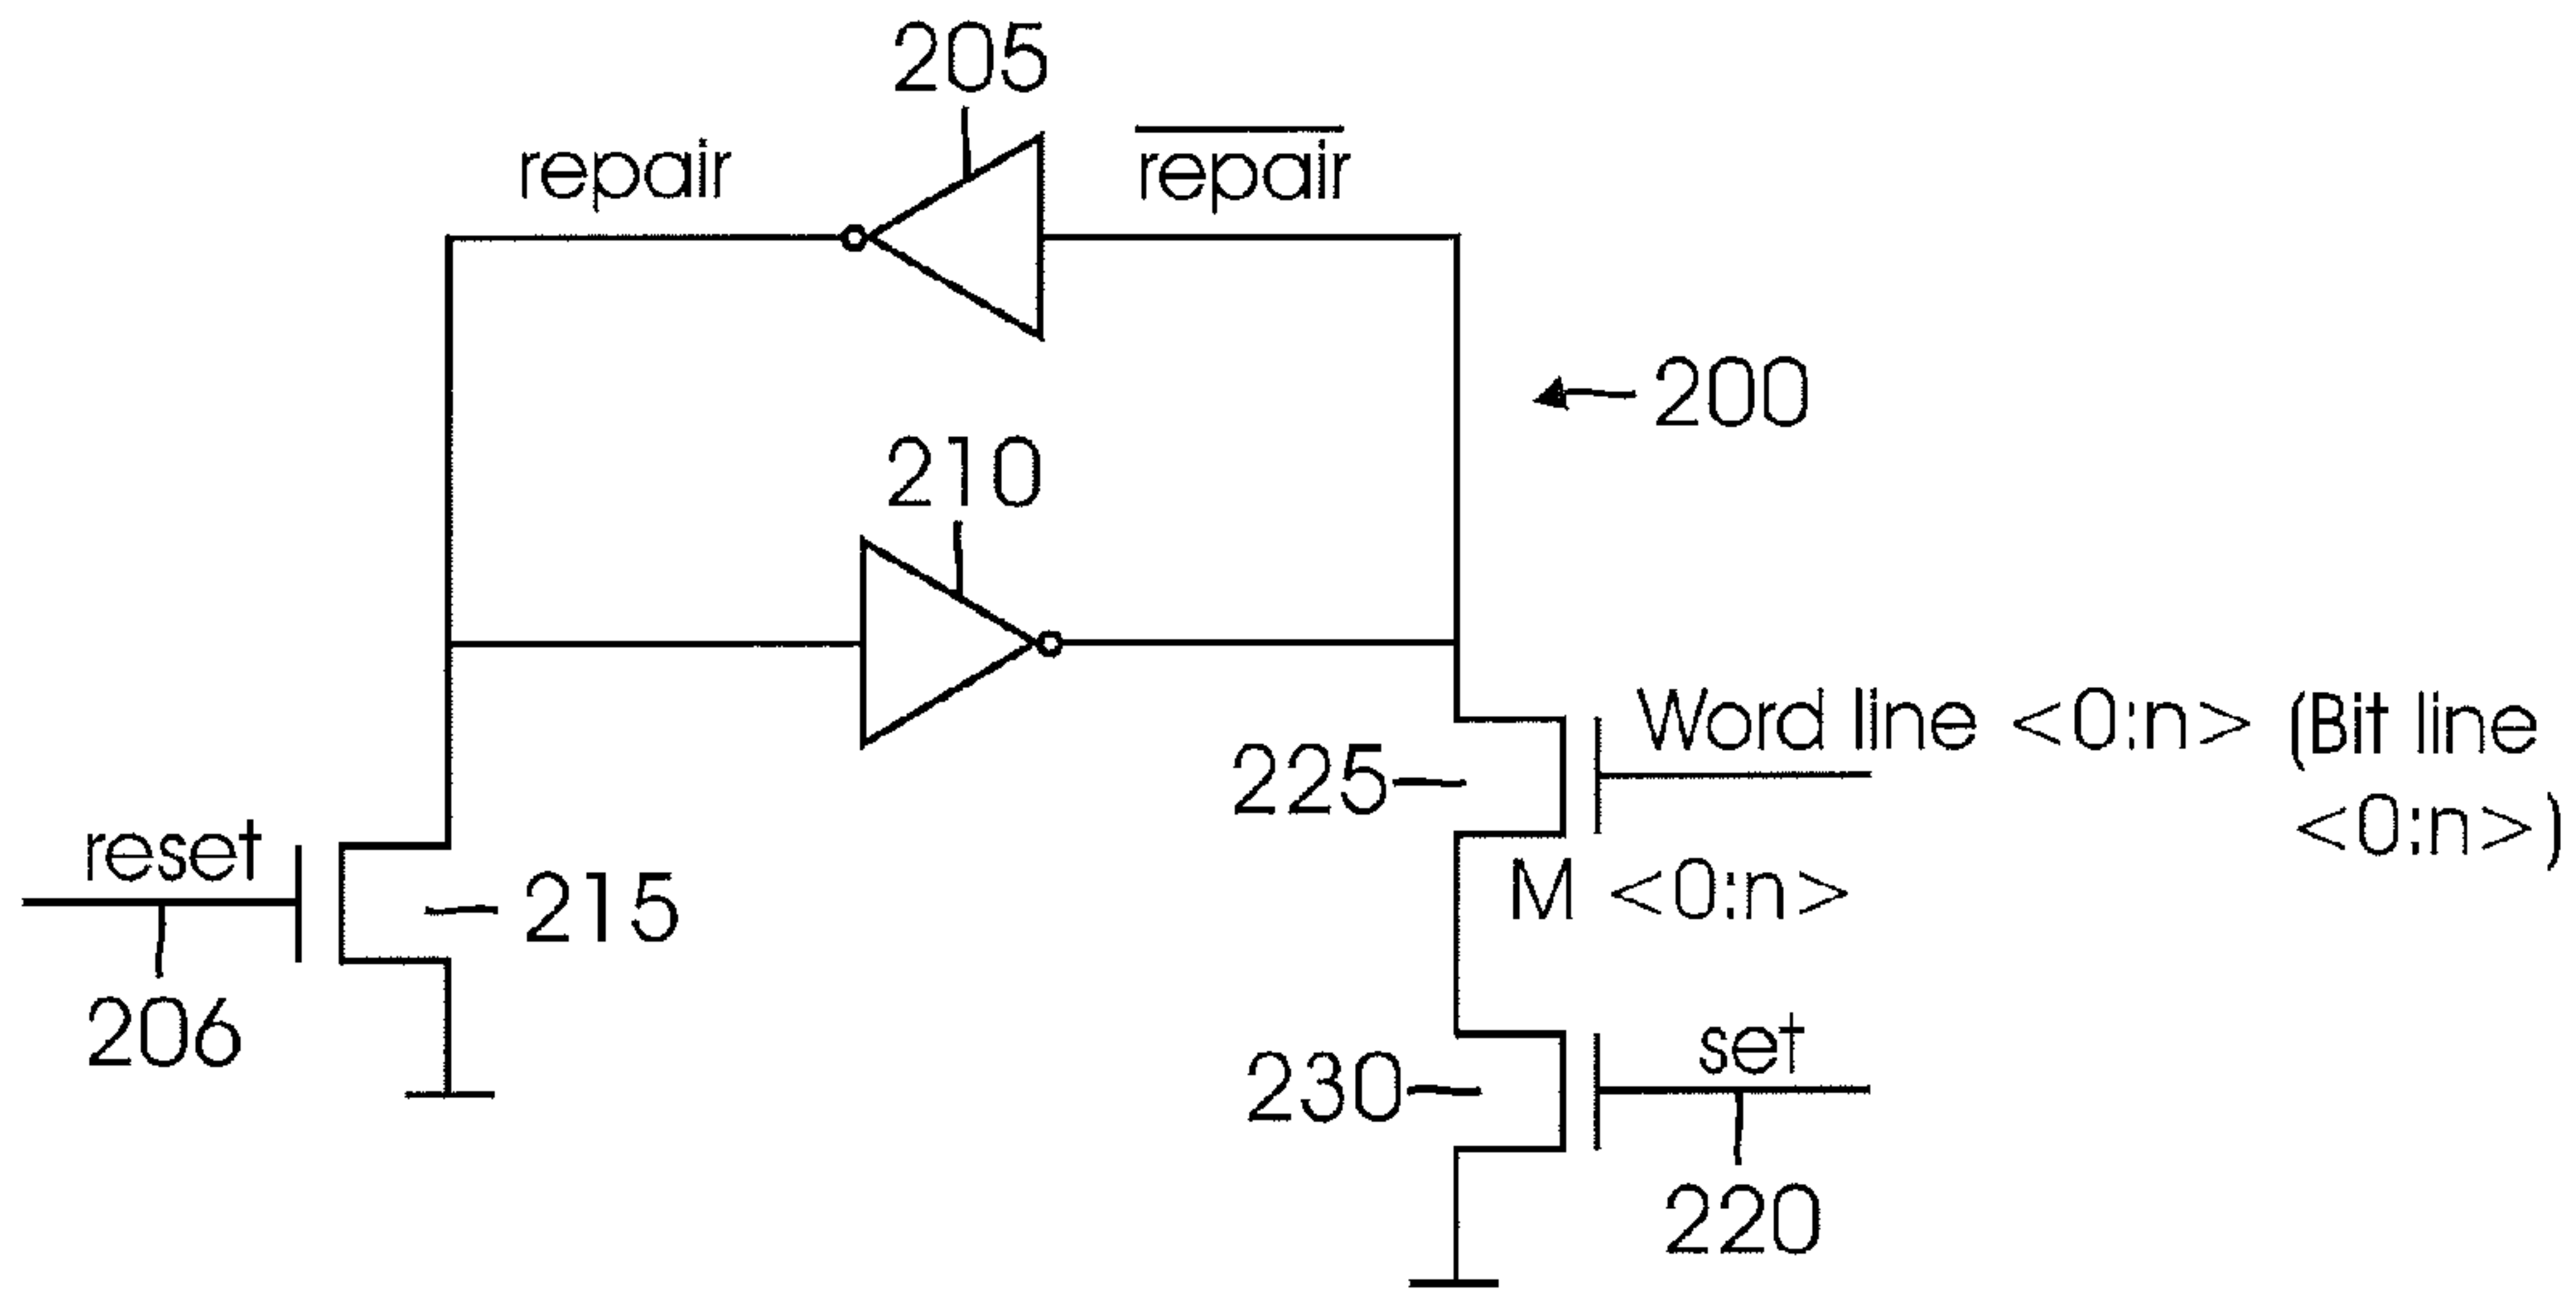 205
repair
repair
200
210
Word line <0:n> (Bit line
<0:n>)
225
M <0:n>
reset
215
206
set
230
220